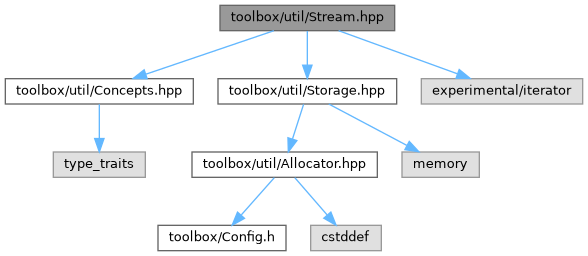 toolbox/util/Stream.hpp
toolbox/util/Concepts.hpp
toolbox/util/Storage.hpp
experimental/iterator
type_traits
toolbox/util/Allocator.hpp
memory
toolbox/Config.h
cstddef